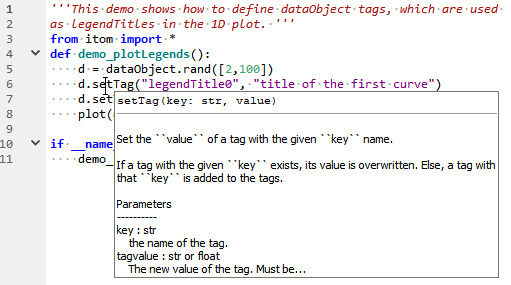 1 '''This demo shows how to define dataObject tags, which are used
2 as legendTitles in the 1D plot. '''
3 from itom import *
4 def demo_plotLegends():
5 d = dataObject.rand([2,100])
6 d.setTag("legendTitle0", "title of the first curve")
7 d.set
8 plot(
9
10 if __name_
11 demo_
setTag(key: str, value)
Set the ``value`` of a tag with the given ``key`` name.
If a tag with the given ``key`` exists, its value is overwritten. Else, a tag with
that ``key`` is added to the tags.
Parameters
----------
key : str
the name of the tag.
tagvalue : str or float
The new value of the tag. Must be...